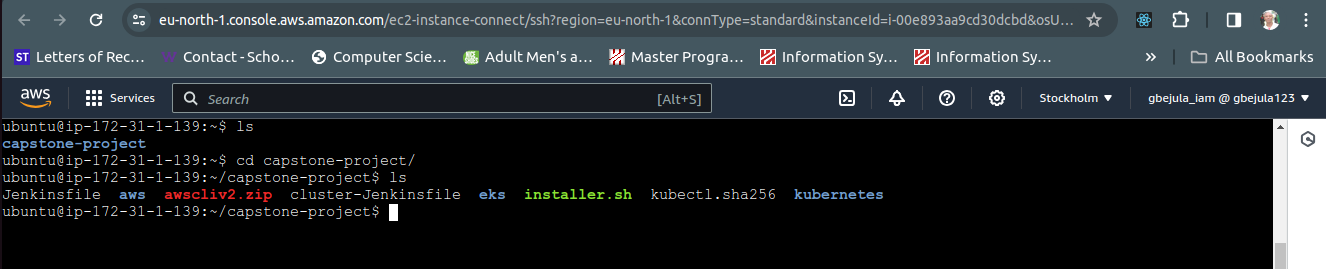 eu-north-1.console.aws.amazon.com/ec2-instance-connect/ssh?region=eu-north-1&connType=standard&instanceId=i-00e893aa9cd30dcbd&osU...
ST Letters of Rec... W Contact - Scho... Computer Scie... Adult Men's a... Master Progra... Information Sy... Information Sy... » All Bookmarks
aws Services Search [Alt+S] Stockholm ▼ gbejula_iam @ gbejula123 ▼
ubuntu@ip-172-31-1-139:~$ ls
capstone-project
ubuntu@ip-172-31-1-139:~$ cd capstone-project/
ubuntu@ip-172-31-1-139:~/capstone-project$ ls
Jenkinsfile aws awscliv2.zip cluster-Jenkinsfile eks installer.sh kubectl.sha256 kubernetes
ubuntu@ip-172-31-1-139:~/capstone-project$